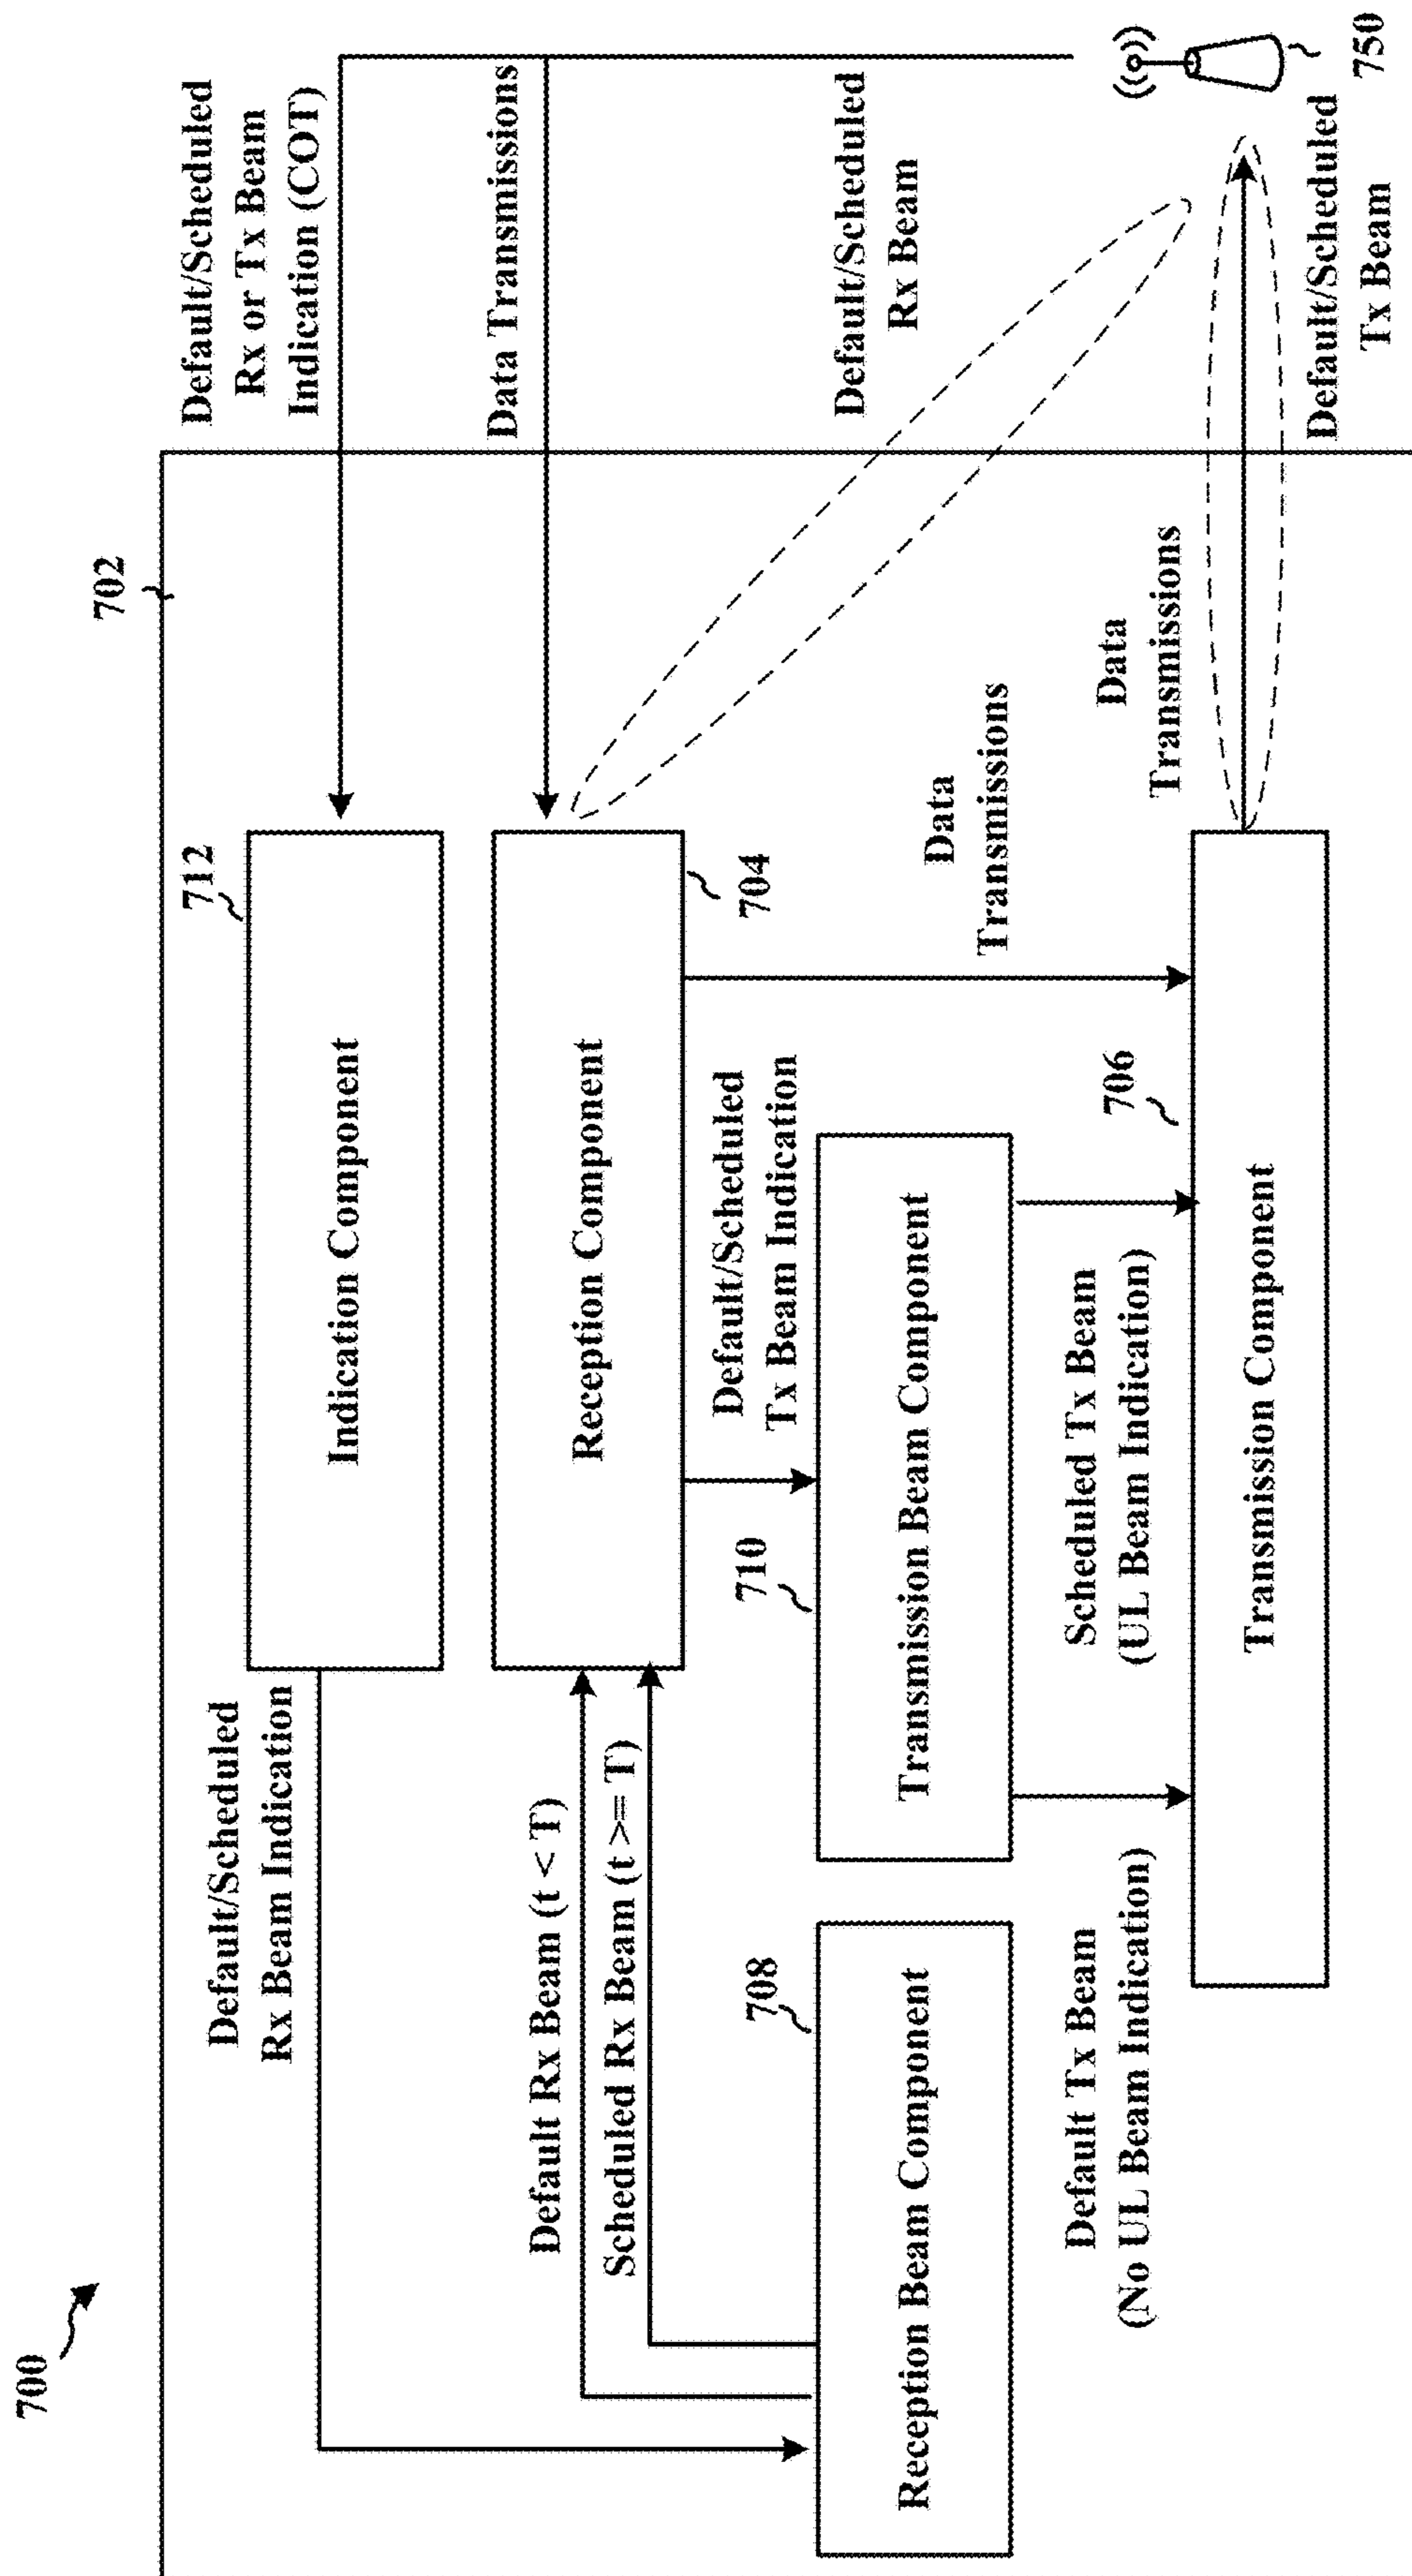 700
702
Default/Scheduled
Rx or Tx Beam
Indication (COT)
Data Transmissions
Default/Scheduled
Rx Beam
750
Default/Scheduled
Tx Beam
712
Indication Component
Default/Scheduled
Rx Beam Indication
704
Reception Component
Default Rx Beam (t < T)
Scheduled Rx Beam (t >= T)
Default/Scheduled
Tx Beam Indication
Data
Transmissions
Data
Transmissions
708
Reception Beam Component
710
Transmission Beam Component
Default Tx Beam
(No UL Beam Indication)
Scheduled Tx Beam
(UL Beam Indication)
706
Transmission Component